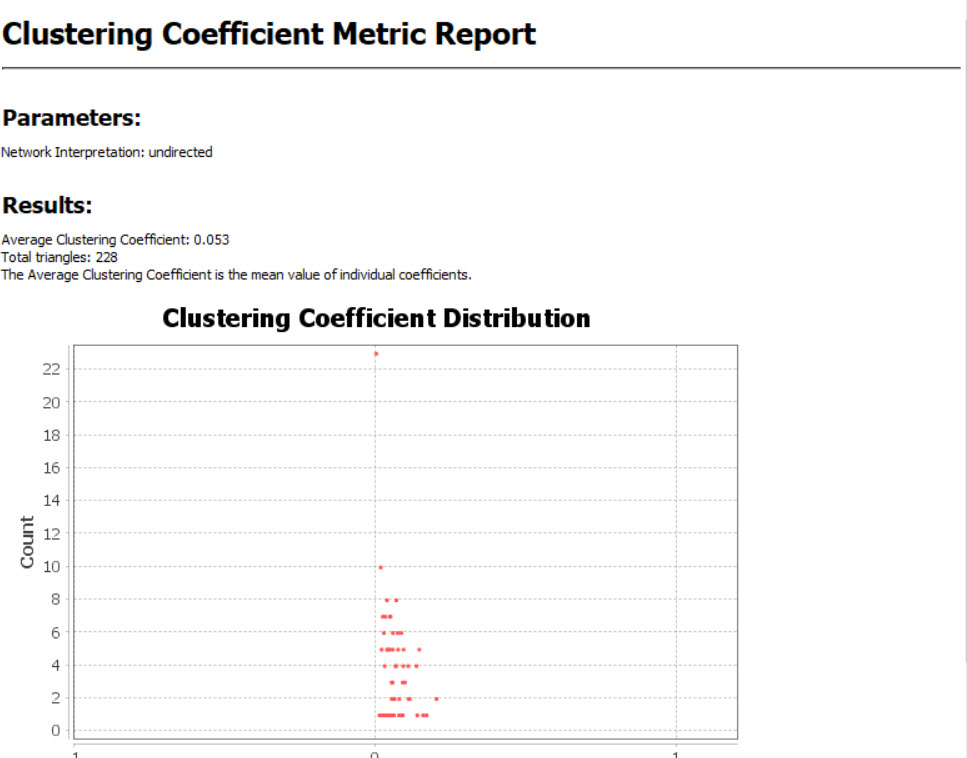 Clustering Coefficient Metric Report
Parameters:
Network Interpretation: undirected
Results:
Average Clustering Coefficient: 0.053
Total triangles: 228
The Average Clustering Coefficient is the mean value of individual coefficients.
Clustering Coefficient Distribution
22
20
18
16
14
12
10
8
6
4
2
0
Count